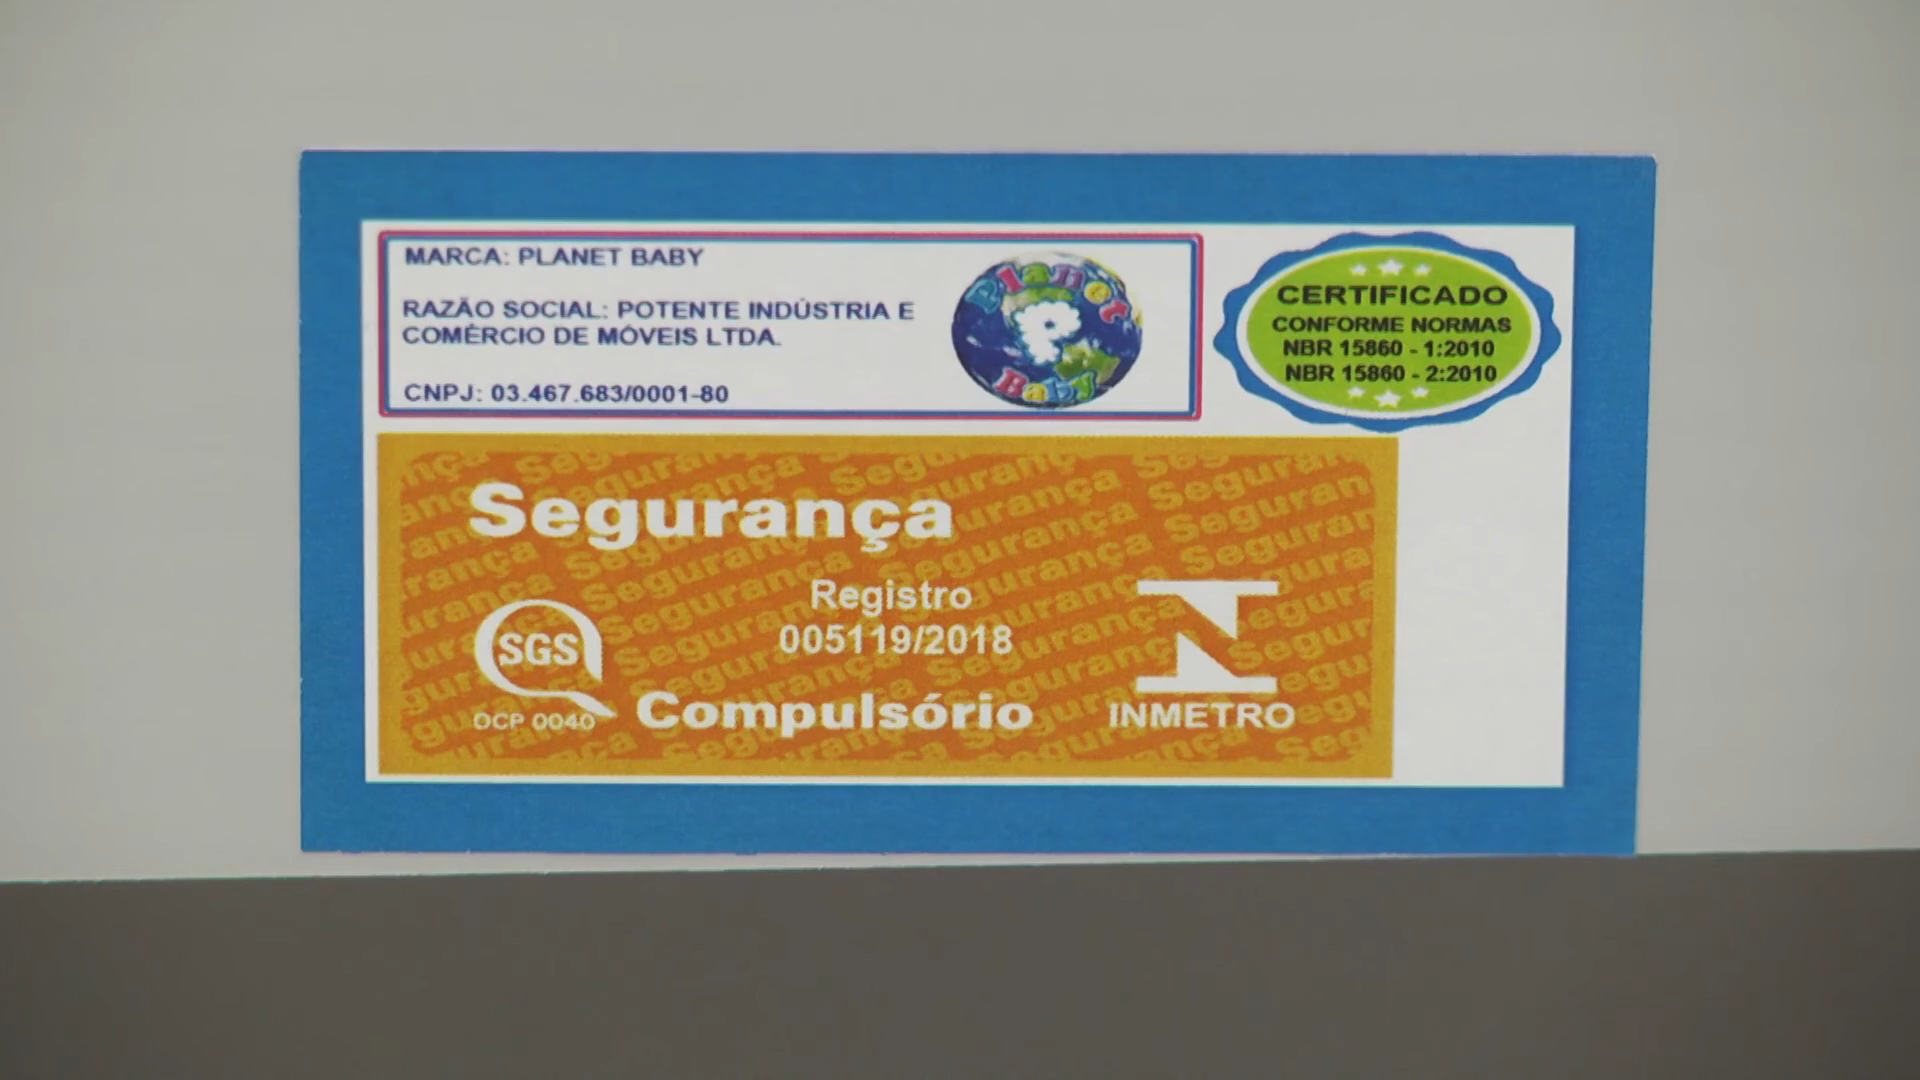 MARCA: PLANET BABY
RAZÃO SOCIAL: POTENTE INDÚSTRIA E
COMÉRCIO DE MÓVEIS LTDA.
CNPJ: 03.467.683/0001-80
Planet
P
Baby
CERTIFICADO
CONFORME NORMAS
NBR 15860 - 1:2010
NBR 15860 - 2:2010
Segurança
Registro
005119/2018
SGS
OCP 0040
Compulsório
INMETRO